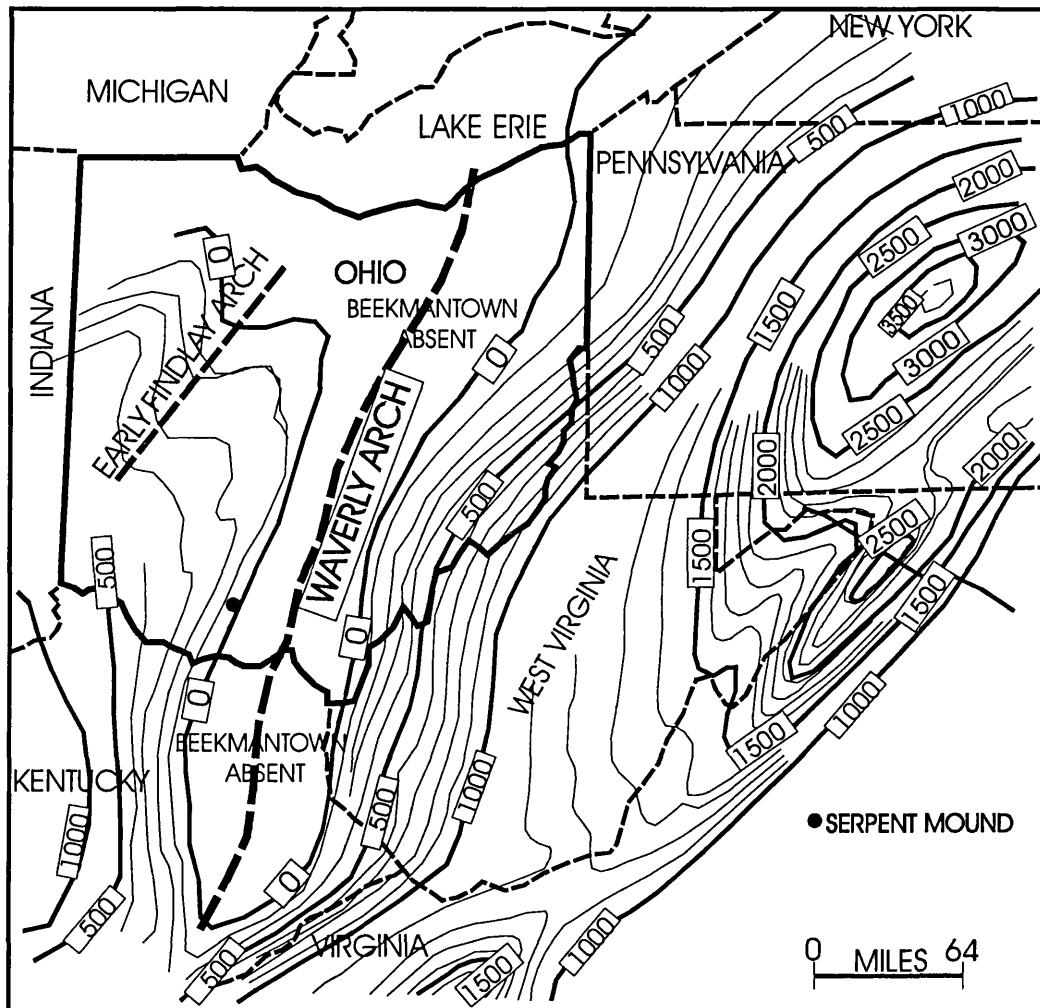 NEW YORK
MICHIGAN
LAKE ERIE
PENNSYLVANIA
500
1000
2000
2500
3000
3500
3000
2500
1500
500
1000
2000
2000
0
OHIO
BEEKMANTOWN
ABSENT
0
INDIANA
EARLY FINDLAY ARCH
WAVERLY ARCH
500
2500
1500
1500
500
0
0
WEST VIRGINIA
1000
1500
BEEKMANTOWN
ABSENT
KENTUCKY
1000
500
1000
500
SERPENT MOUND
0
VIRGINIA
500
1500
1000
0 MILES 64